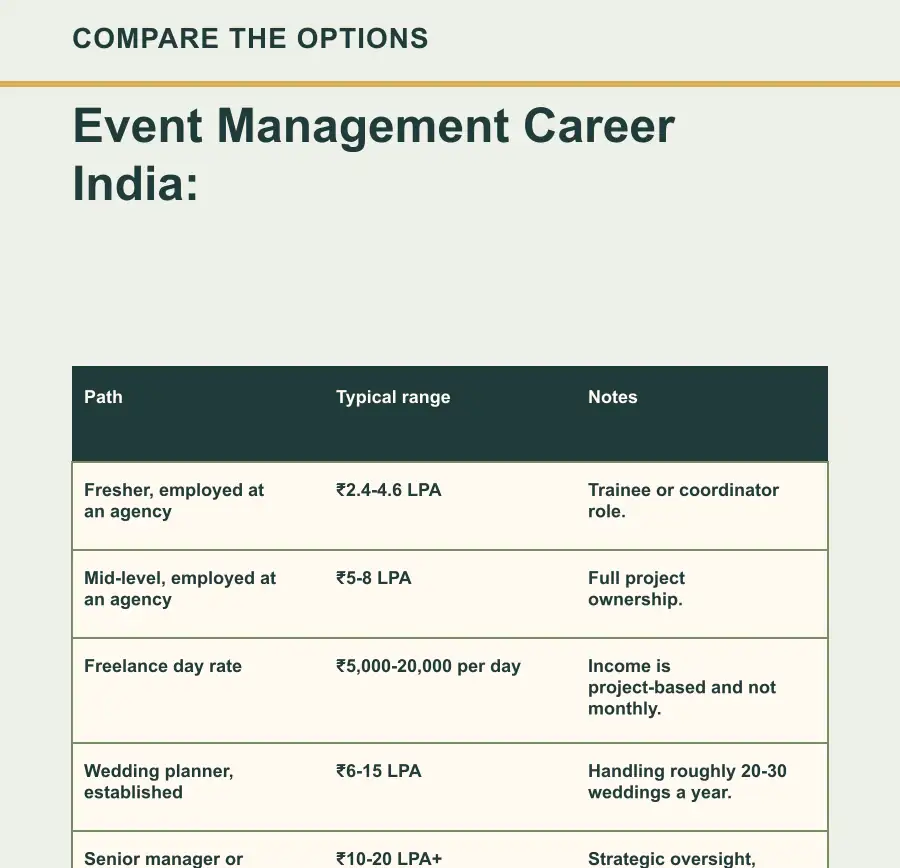 COMPARE THE OPTIONS
Event Management Career
India:
Path
Typical range
Notes
Fresher, employed at
an agency
₹2.4-4.6 LPA
Trainee or coordinator
role.
Mid-level, employed at
an agency
₹5-8 LPA
Full project
ownership.
Freelance day rate
₹5,000-20,000 per day
Income is
project-based and not
monthly.
Wedding planner,
established
₹6-15 LPA
Handling roughly 20-30
weddings a year.
Senior manager or
₹10-20 LPA+
Strategic oversight,